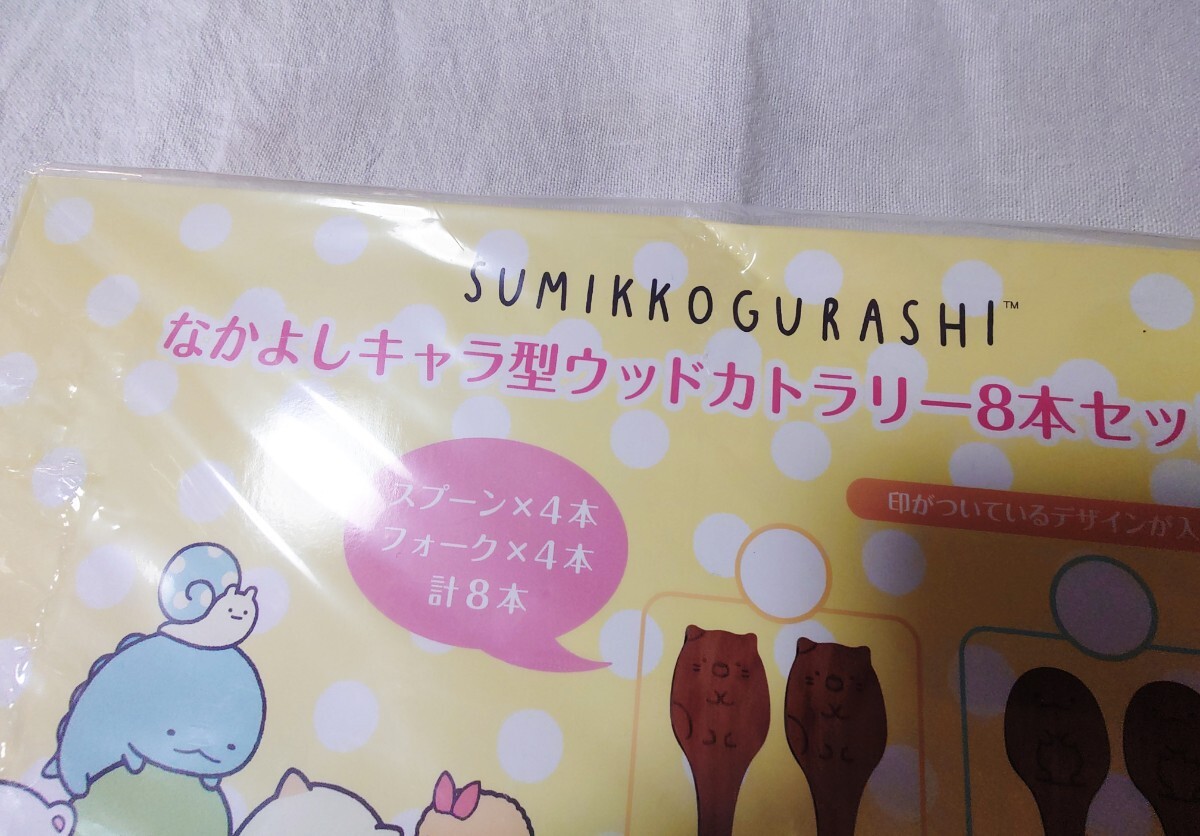 SUMIKKOGURASHI™
なかよしキャラ型ウッドカトラリー8本セッ
スプーン×4本
フォーク×4本
計8本
印がついているデザインが入